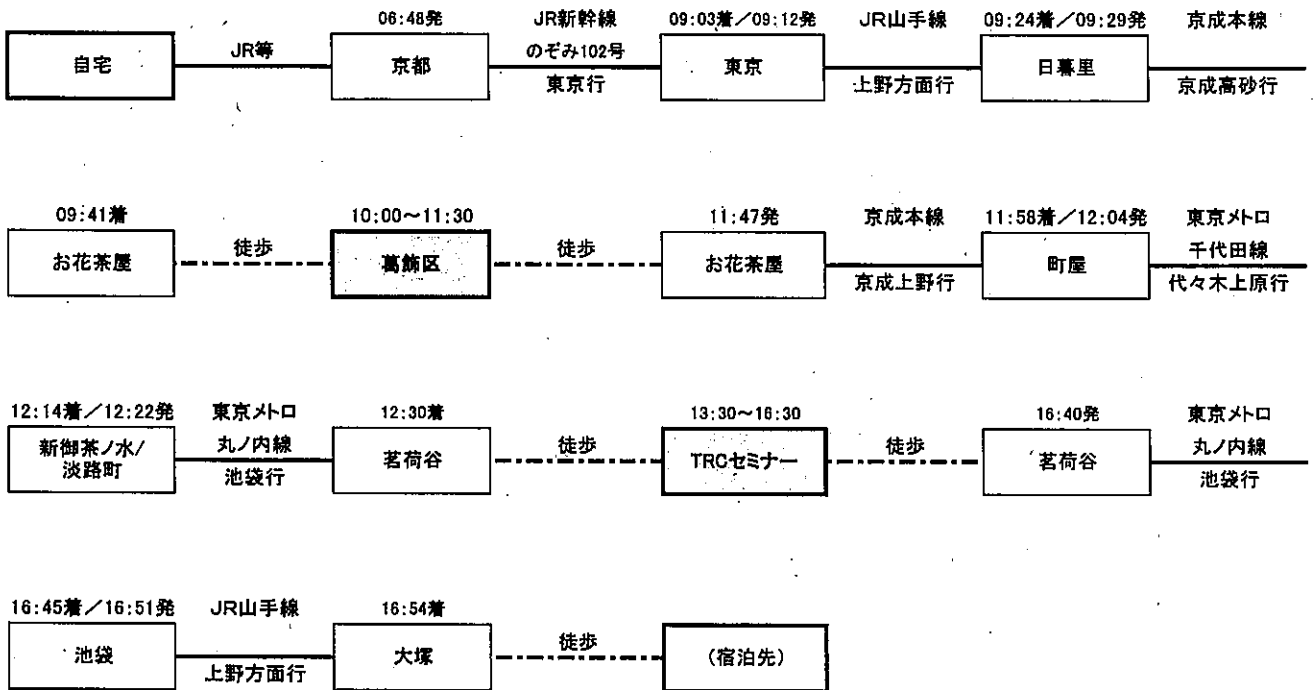 06:48発 JR新幹線 09:03着／09:12発 JR山手線 09:24着／09:29発 京成本線
自宅 JR等 京都 のぞみ102号 東京 日暮里
東京行 上野方面行 京成高砂行
09:41着 10:00～11:30 11:47発 京成本線 11:58着／12:04発 東京メトロ
お花茶屋 徒歩 葛飾区 徒歩 お花茶屋 町屋 千代田線
京成上野行 代々木上原行
12:14着／12:22発 東京メトロ 12:30着 13:30～16:30 16:40発 東京メトロ
新御茶ノ水/ 丸ノ内線 茗荷谷 徒歩 TRCセミナー 徒歩 茗荷谷 丸ノ内線
淡路町 池袋行 池袋行
16:45着／16:51発 JR山手線 16:54着
池袋 大塚 徒歩 (宿泊先)
上野方面行